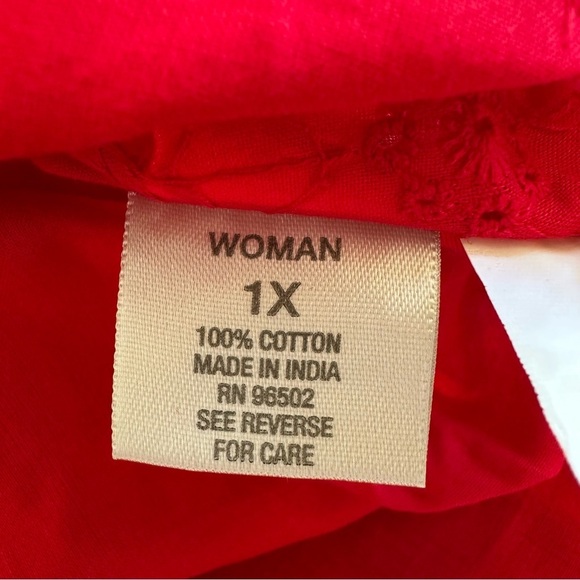 WOMAN
1X
100% COTTON
MADE IN INDIA
RN 96502
SEE REVERSE
FOR CARE